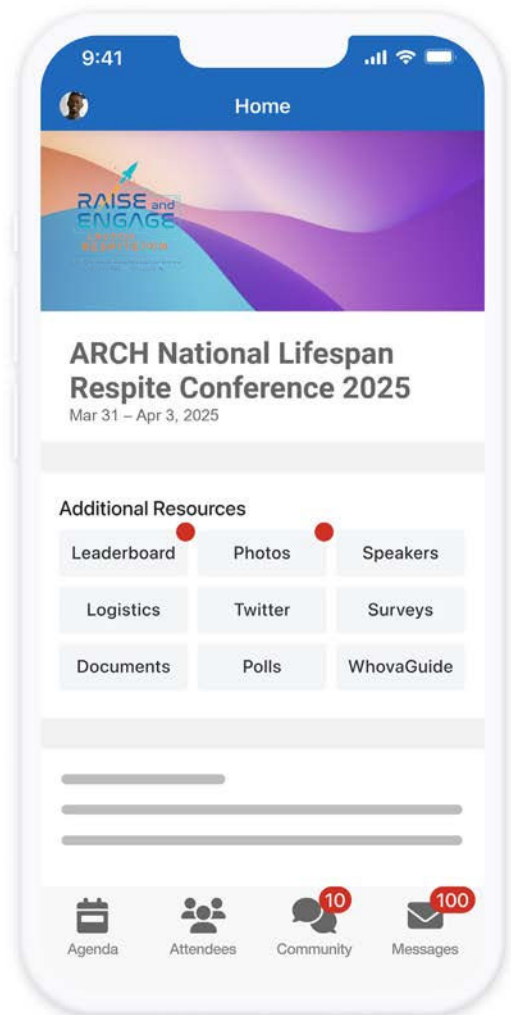 9:41
Home
RAISE and
ENGAGE
RESPITE
ARCH National Lifespan
Respite Conference 2025
Mar 31 – Apr 3, 2025
Additional Resources
Leaderboard Photos Speakers
Logistics Twitter Surveys
Documents Polls WhovaGuide
10 100
Agenda Attendees Community Messages